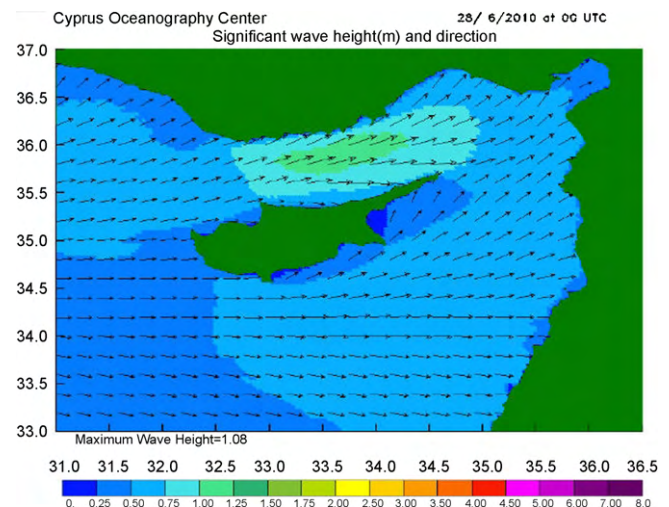 Cyprus Oceanography Center 28/ 6/2010 at 0G UTC
Significant wave height(m) and direction
37.0
36.5
36.0
35.5
35.0
34.5
34.0
33.5
33.0
Maximum Wave Height=1.08
31.0 31.5 32.0 32.5 33.0 33.5 34.0 34.5 35.0 35.5 36.0 36.5
0. 0.25 0.50 0.75 1.00 1.25 1.50 1.75 2.00 2.50 3.00 3.50 4.00 4.50 5.00 6.00 7.00 8.0